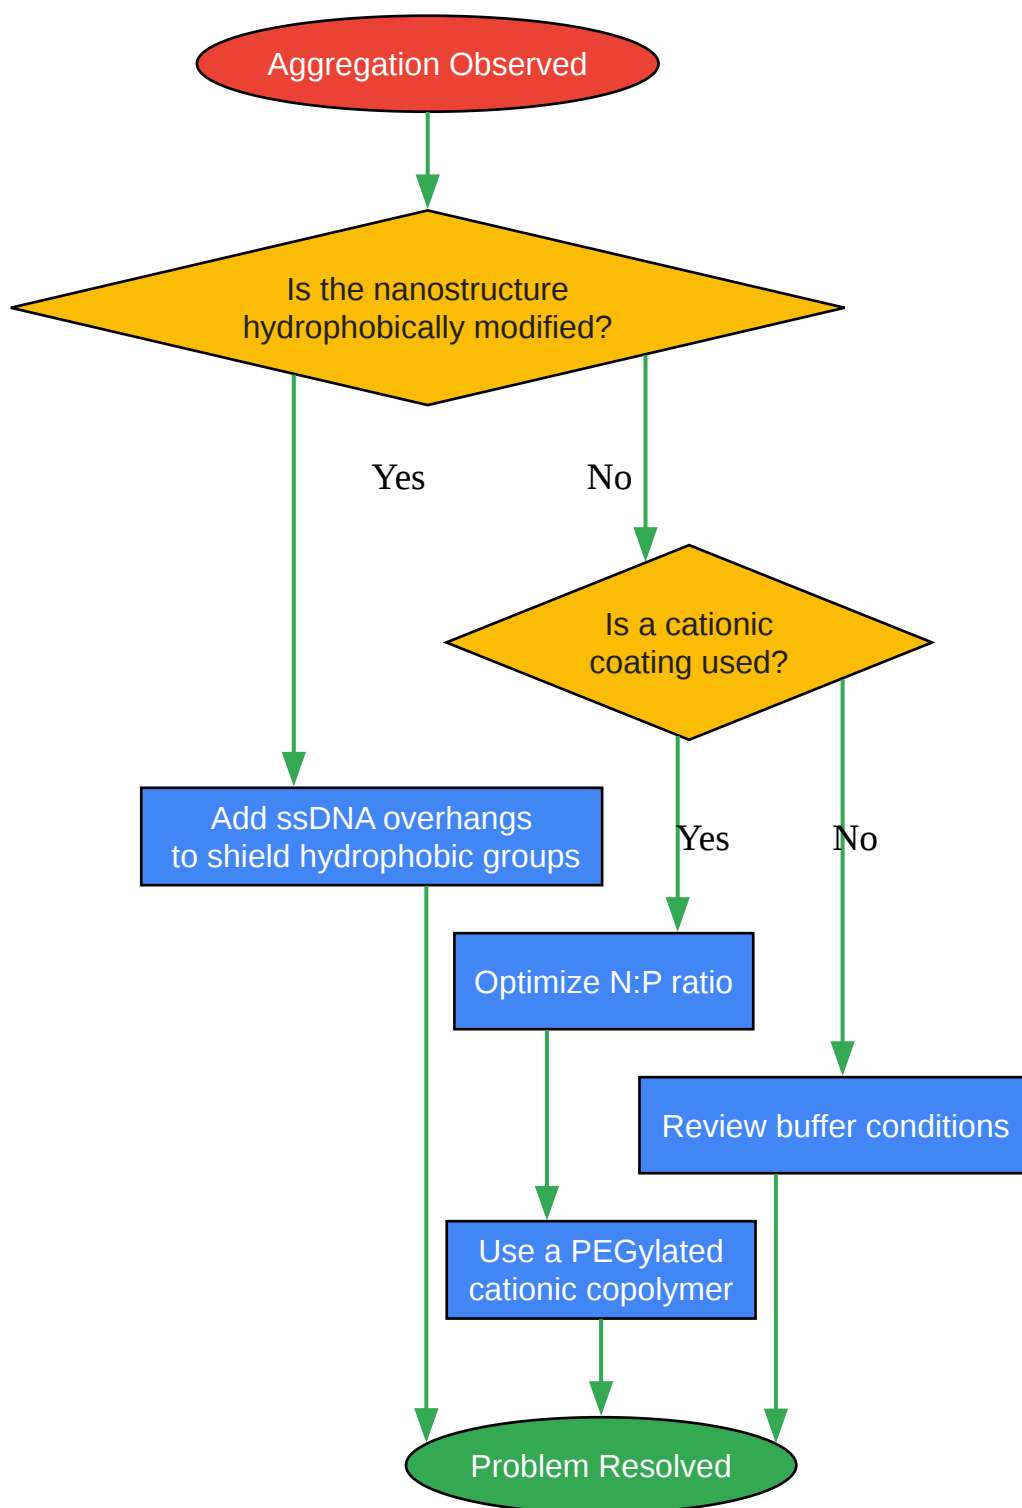 Aggregation Observed
Is the nanostructure
hydrophobically modified?
Yes
No
Is a cationic
coating used?
Add ssDNA overhangs
to shield hydrophobic groups
Yes
No
Optimize N:P ratio
Review buffer conditions
Use a PEGylated
cationic copolymer
Problem Resolved